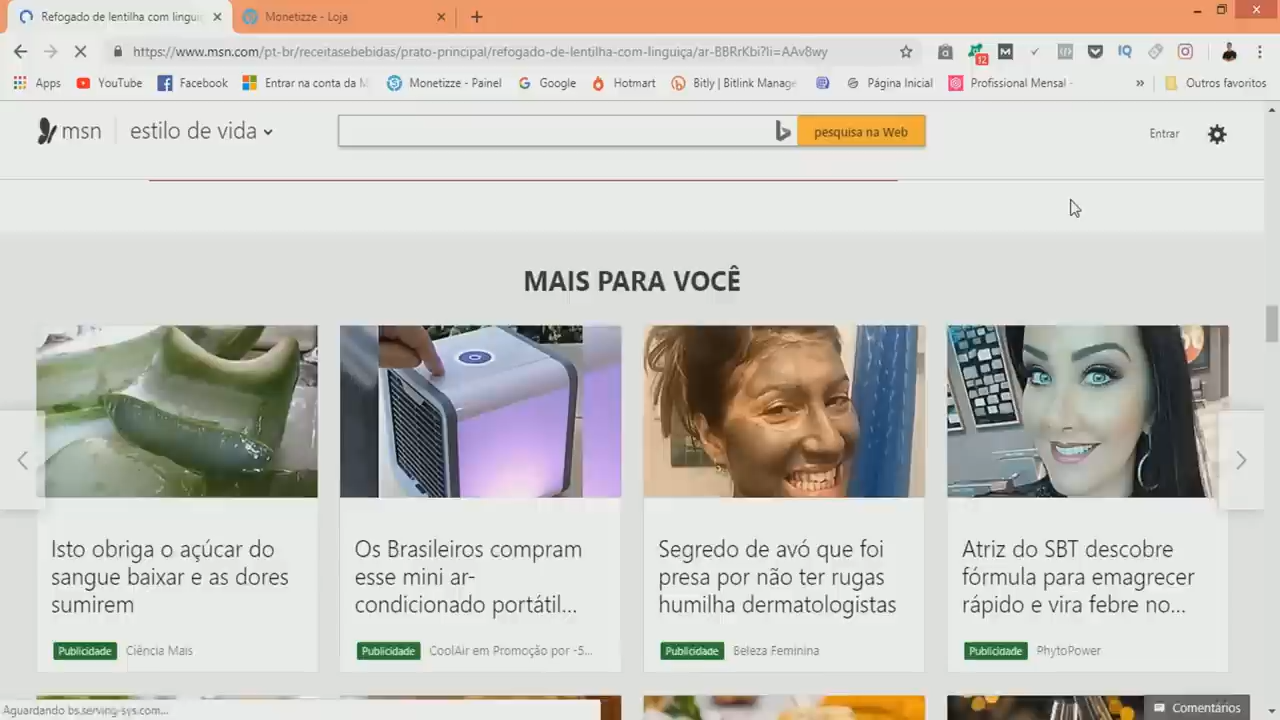 Refogado de lentilha com lingui
Monetizze - Loja
https://www.msn.com/pt-br/receitasebebidas/prato-principal/refogado-de-lentilha-com-linguiça/ar-BBRrKbi?li=AAv8wy
12
M
IQ
Apps
YouTube
Facebook
Entrar na conta da M
Monetizze - Painel
Google
Hotmart
Bitly | Bitlink Manage
Página Inicial
Profissional Mensal -
»
Outros favoritos
msn
estilo de vida
pesquisa na Web
Entrar
MAIS PARA VOCÊ
Isto obriga o açúcar do
sangue baixar e as dores
sumirem
Publicidade Ciência Mais
Os Brasileiros compram
esse mini ar-
condicionado portátil...
Publicidade CoolAir em Promoção por -5...
Segredo de avó que foi
presa por não ter rugas
humilha dermatologistas
Publicidade Beleza Feminina
Atriz do SBT descobre
fórmula para emagrecer
rápido e vira febre no...
Publicidade PhytoPower
Aguardando bs.serving-sys.com...
Comentários